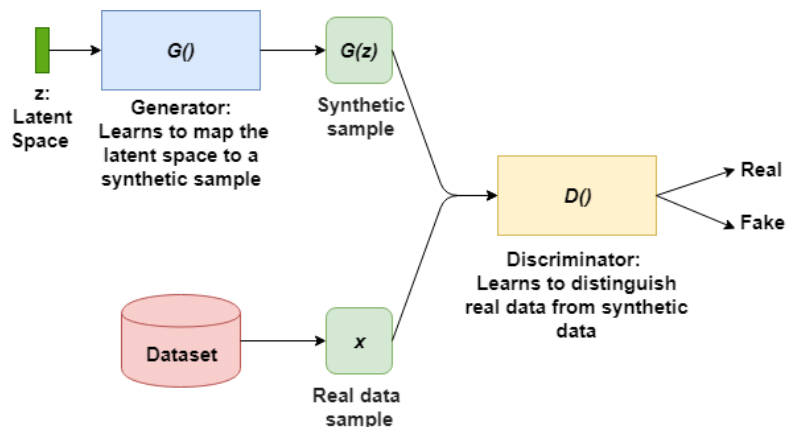 G()
G(z)
z:
Latent
Space
Generator:
Learns to map the
latent space to a
synthetic sample
Synthetic
sample
D()
Real
Fake
Discriminator:
Learns to distinguish
real data from synthetic
data
Dataset
x
Real data
sample